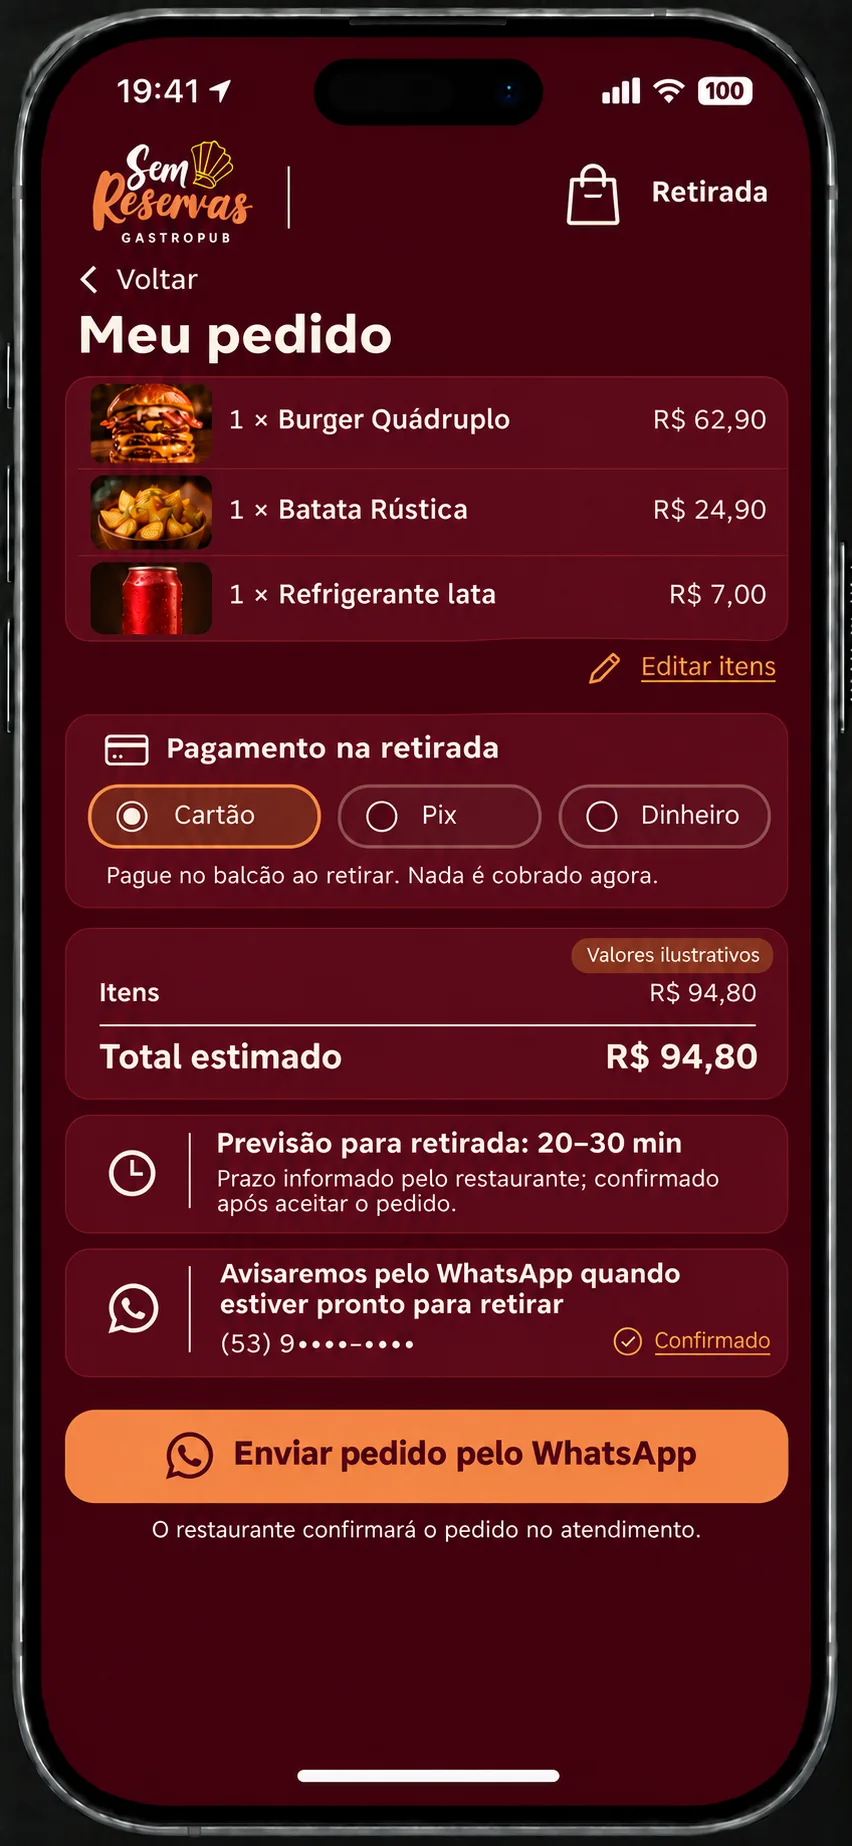 19:41
100
Sem
Reservas
GASTROPUB
Retirada
Voltar
Meu pedido
1 × Burger Quádruplo R$ 62,90
1 × Batata Rústica R$ 24,90
1 × Refrigerante lata R$ 7,00
Editar itens
Pagamento na retirada
Cartão Pix Dinheiro
Pague no balcão ao retirar. Nada é cobrado agora.
Valores ilustrativos
Itens R$ 94,80
Total estimado R$ 94,80
Previsão para retirada: 20–30 min
Prazo informado pelo restaurante; confirmado
após aceitar o pedido.
Avisaremos pelo WhatsApp quando
estiver pronto para retirar
(53) 9••••–•••• Confirmado
Enviar pedido pelo WhatsApp
O restaurante confirmará o pedido no atendimento.